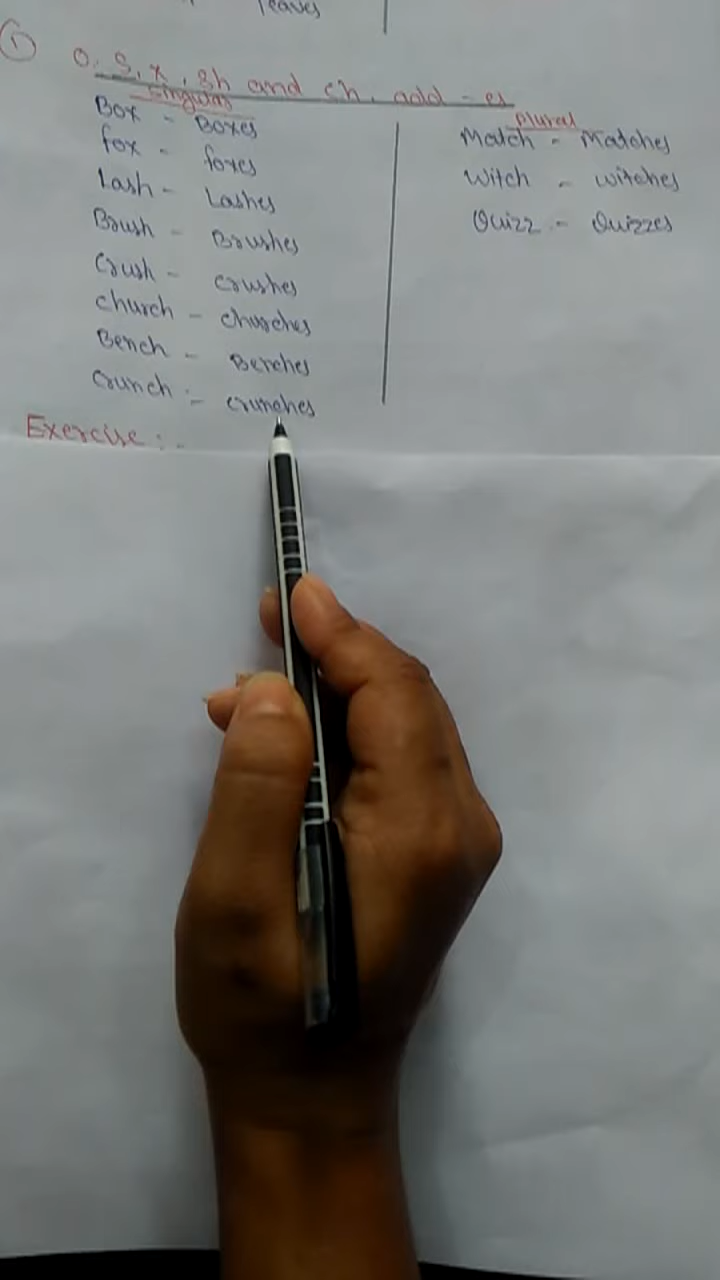 leaves
① o, s, x, sh and ch, add - es
Singular
Box - Boxes
fox - foxes
Lash - Lashes
Brush - Brushes
Crush - crushes
church - churches
Bench - Benches
Crunch :- crunches
Plural
Match - Matches
Witch - witches
Quizz - Quizzes
Exercise :-